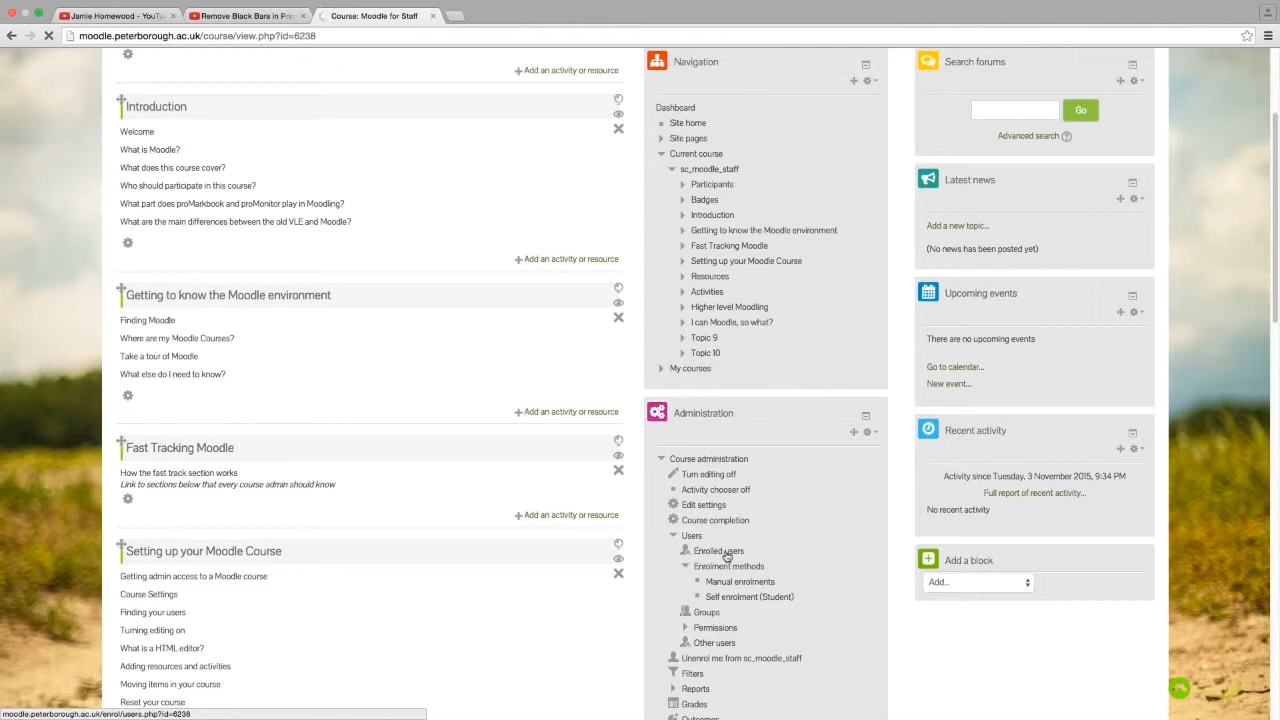 Jamie Homewood - YouTu
Remove Black Bars in Pre
Course: Moodle for Staff
moodle.peterborough.ac.uk/course/view.php?id=6238
Add an activity or resource
Introduction
Welcome
What is Moodle?
What does this course cover?
Who should participate in this course?
What part does proMarkbook and proMonitor play in Moodling?
What are the main differences between the old VLE and Moodle?
Add an activity or resource
Getting to know the Moodle environment
Finding Moodle
Where are my Moodle Courses?
Take a tour of Moodle
What else do I need to know?
Add an activity or resource
Fast Tracking Moodle
How the fast track section works
Link to sections below that every course admin should know
Add an activity or resource
Setting up your Moodle Course
Getting admin access to a Moodle course
Course Settings
Finding your users
Turning editing on
What is a HTML editor?
Adding resources and activities
Moving items in your course
Reset your course
Navigation
Dashboard
Site home
Site pages
Current course
sc_moodle_staff
Participants
Badges
Introduction
Getting to know the Moodle environment
Fast Tracking Moodle
Setting up your Moodle Course
Resources
Activities
Higher level Moodling
I can Moodle, so what?
Topic 9
Topic 10
My courses
Administration
Course administration
Turn editing off
Activity chooser off
Edit settings
Course completion
Users
Enrolled users
Enrolment methods
Manual enrolments
Self enrolment (Student)
Groups
Permissions
Other users
Unenrol me from sc_moodle_staff
Filters
Reports
Grades
Outcomes
Search forums
Go
Advanced search
Latest news
Add a new topic...
(No news has been posted yet)
Upcoming events
There are no upcoming events
Go to calendar...
New event...
Recent activity
Activity since Tuesday, 3 November 2015, 9:34 PM
Full report of recent activity...
No recent activity
Add a block
Add...
moodle.peterborough.ac.uk/enrol/users.php?id=6238